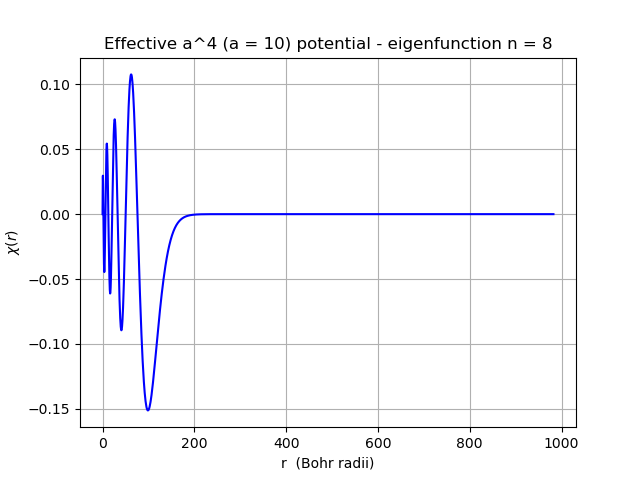 Effective a^4 (a = 10) potential - eigenfunction n = 8
0.10
0.05
0.00
−0.05
−0.10
−0.15
χ(r)
0 200 400 600 800 1000
r (Bohr radii)